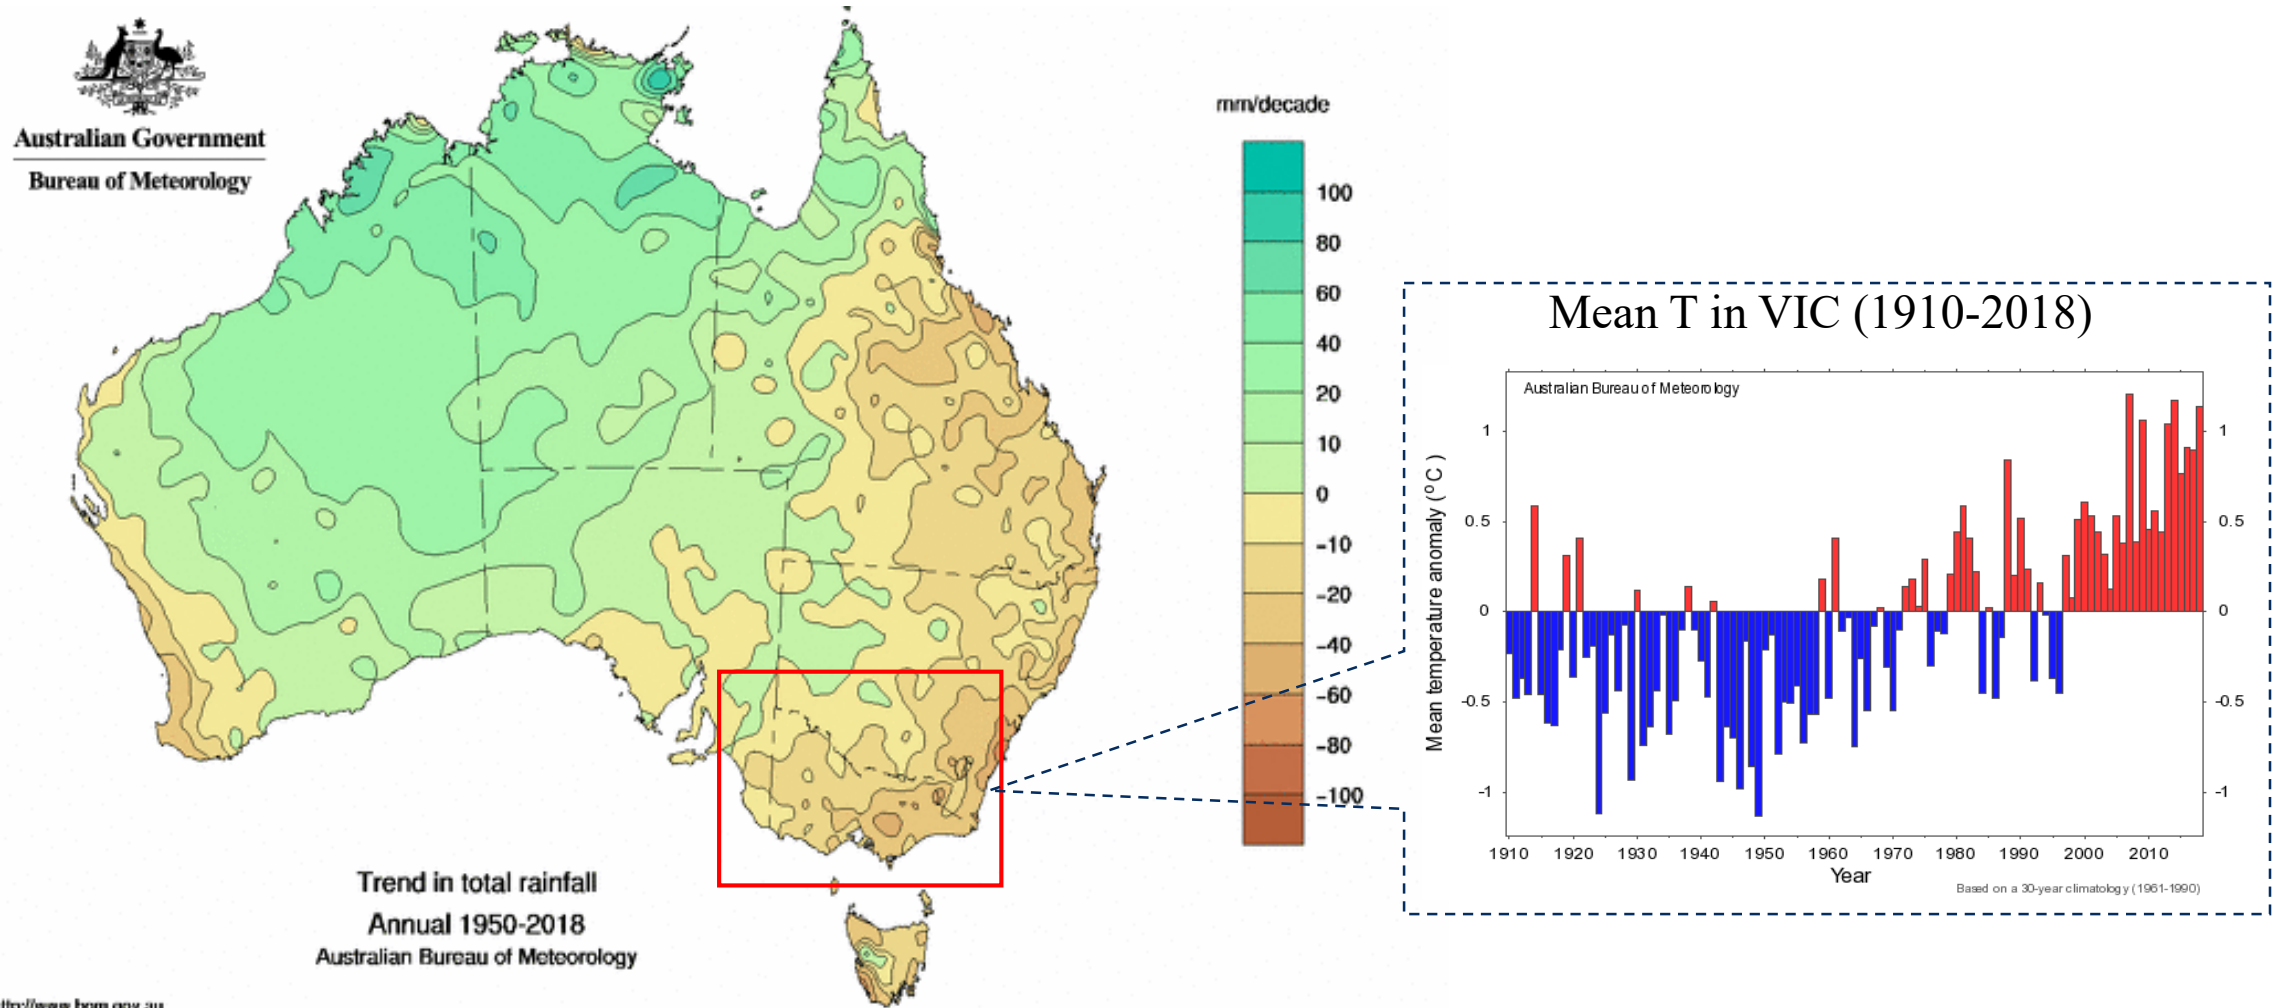 Australian Government
Bureau of Meteorology
mm/decade
100
80
60
40
20
10
0
-10
-20
-40
-60
-80
-100
Trend in total rainfall
Annual 1950-2018
Australian Bureau of Meteorology
Mean T in VIC (1910-2018)
Australian Bureau of Meteorology
Mean temperature anomaly (°C)
1
0.5
0
-0.5
-1
1
0.5
0
-0.5
-1
1910 1920 1930 1940 1950 1960 1970 1980 1990 2000 2010
Year
Based on a 30-year climatology (1961-1990)